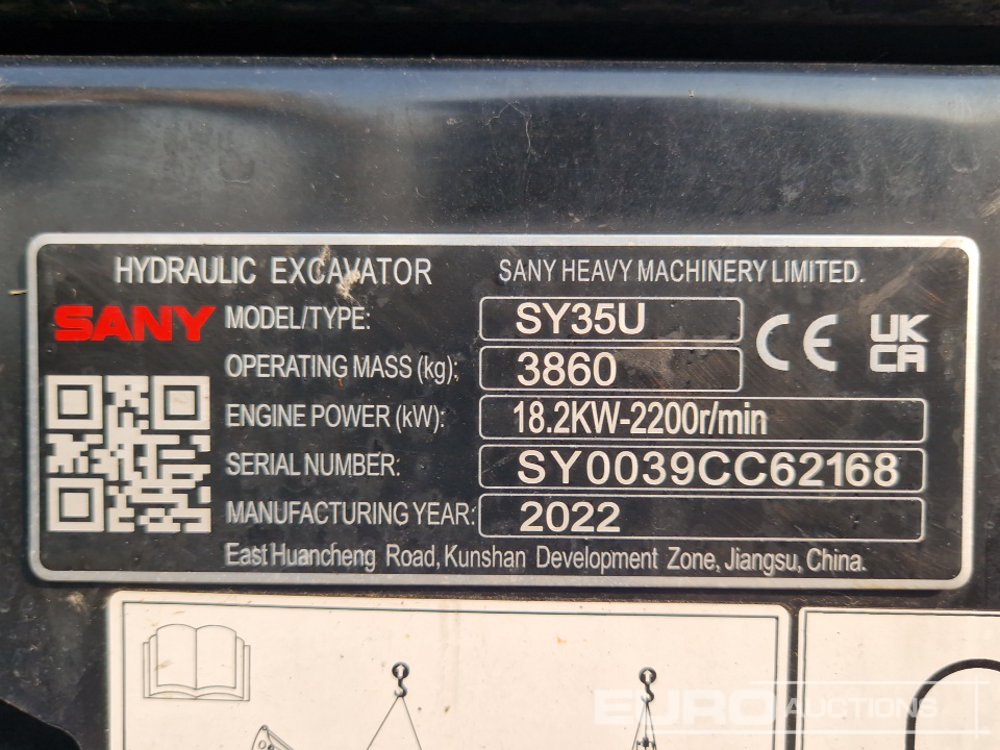 HYDRAULIC EXCAVATOR SANY HEAVY MACHINERY LIMITED.
SANY MODEL/TYPE: SY35U CE UK CA
OPERATING MASS (kg): 3860
ENGINE POWER (kW): 18.2KW-2200r/min
SERIAL NUMBER: SY0039CC62168
MANUFACTURING YEAR: 2022
East Huancheng Road, Kunshan Development Zone, Jiangsu, China.
EURO AUCTIONS